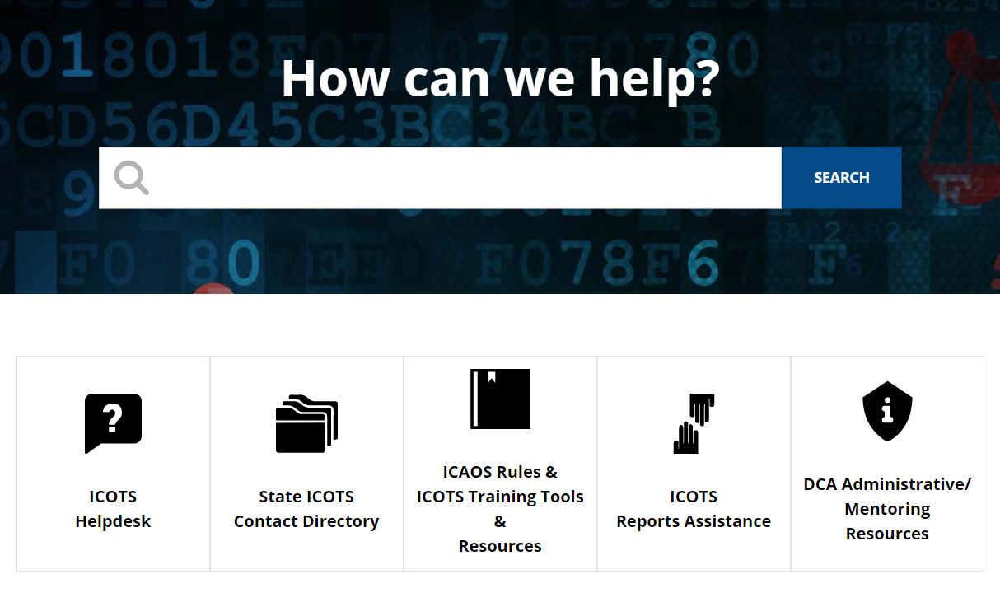 How can we help?
SEARCH
ICOTS
Helpdesk
State ICOTS
Contact Directory
ICAOS Rules &
ICOTS Training Tools
&
Resources
ICOTS
Reports Assistance
DCA Administrative/
Mentoring
Resources